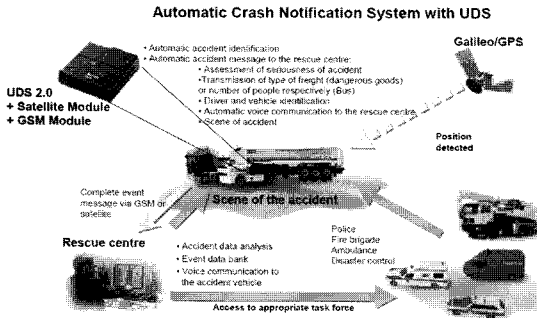 Automatic Crash Notification System with UDS
• Automatic accident identification
• Automatic accident message to the rescue centre:
• Assessment of seriousness of accident
•Transmission of type of freight (dangerous goods)
or number of people respectively (Bus)
• Driver and vehicle identification
• Automatic voice communication to the rescue centre
• Scene of accident
Galileo/GPS
UDS 2.0
+ Satellite Module
+ GSM Module
Position
detected
Complete event
message via GSM or
satellite
Scene of the accident
Rescue centre
• Accident data analysis
• Event data bank
• Voice communication to
the accident vehicle
Police
Fire brigade
Ambulance
Disaster control
Access to appropriate task force